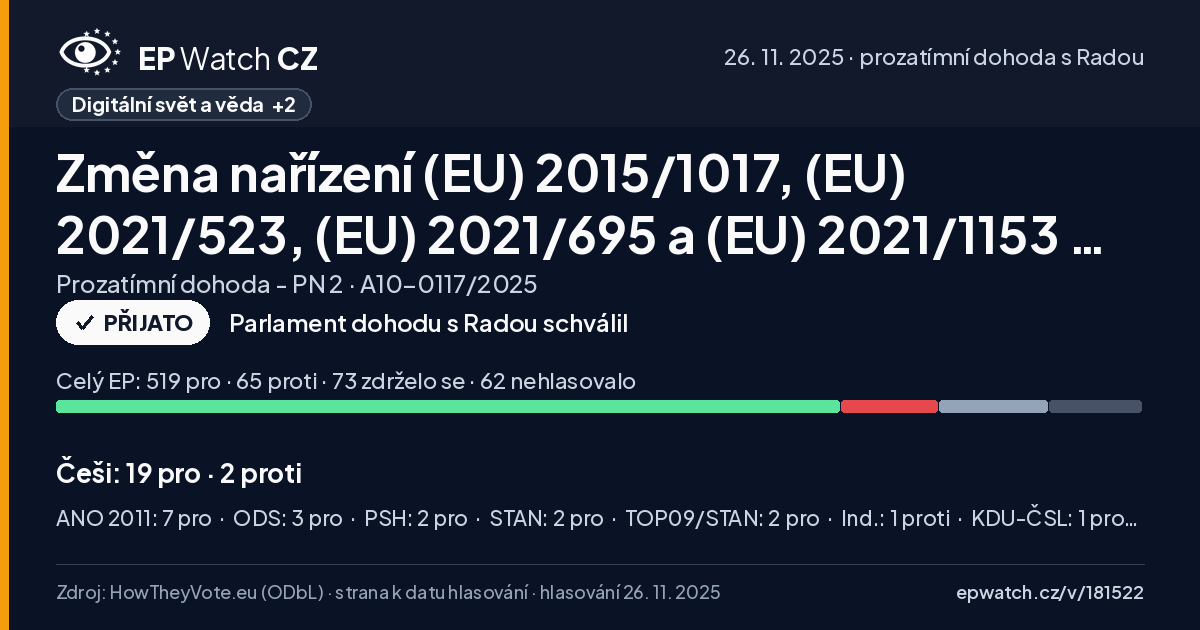 EP Watch CZ
26. 11. 2025 · prozatímní dohoda s Radou
Digitální svět a věda +2
Změna nařízení (EU) 2015/1017, (EU)
2021/523, (EU) 2021/695 a (EU) 2021/1153 …
Prozatímní dohoda – PN 2 · A10–0117/2025
✓ PŘIJATO
Parlament dohodu s Radou schválil
Celý EP: 519 pro · 65 proti · 73 zdrželo se · 62 nehlasovalo
Češi: 19 pro · 2 proti
ANO 2011: 7 pro · ODS: 3 pro · PSH: 2 pro · STAN: 2 pro · TOP09/STAN: 2 pro · Ind.: 1 proti · KDU-ČSL: 1 pro…
Zdroj: HowTheyVote.eu (ODbL) · strana k datu hlasování · hlasování 26. 11. 2025
epwatch.cz/v/181522